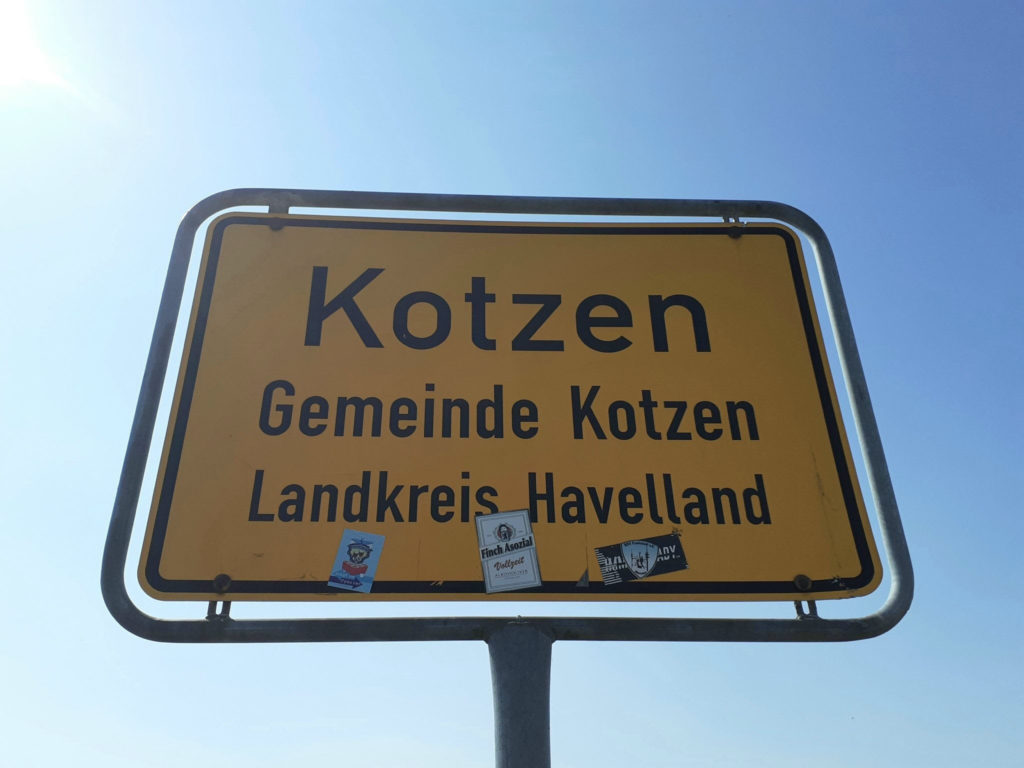 Kotzen
Gemeinde Kotzen
Landkreis Havelland
Finch Asozial
Vollzeit